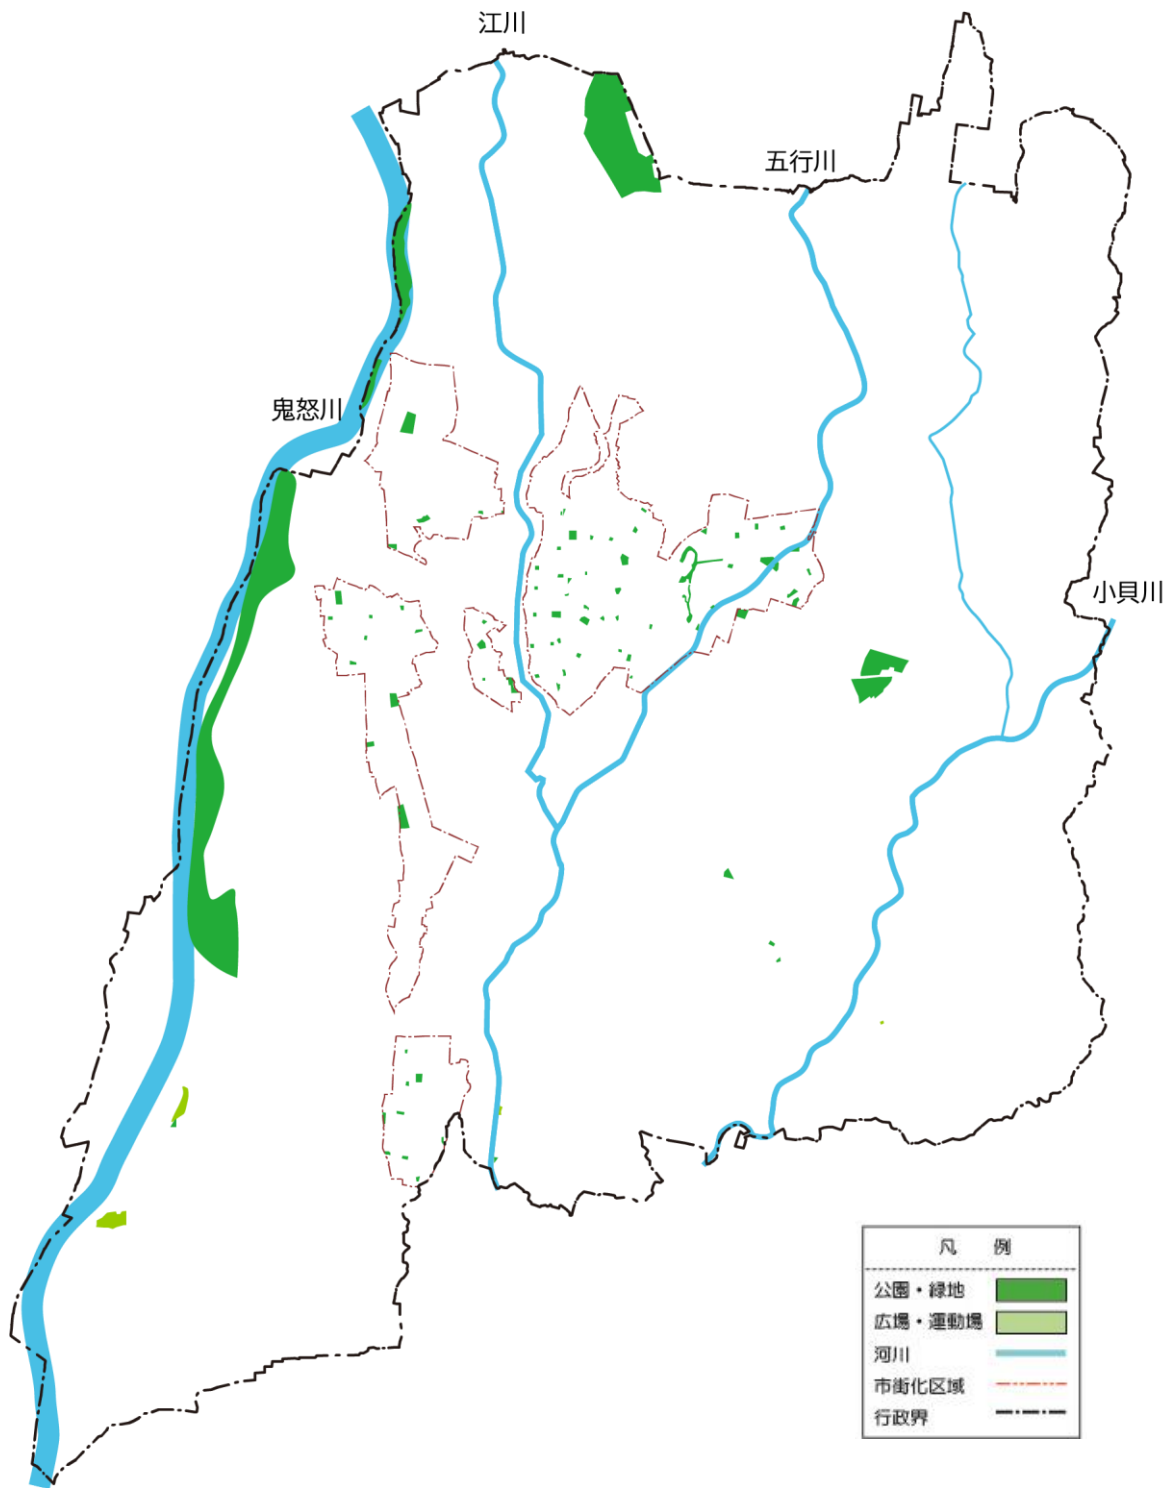 江川
五行川
鬼怒川
小貝川
凡 例
公園・緑地
広場・運動場
河川
市街化区域
行政界